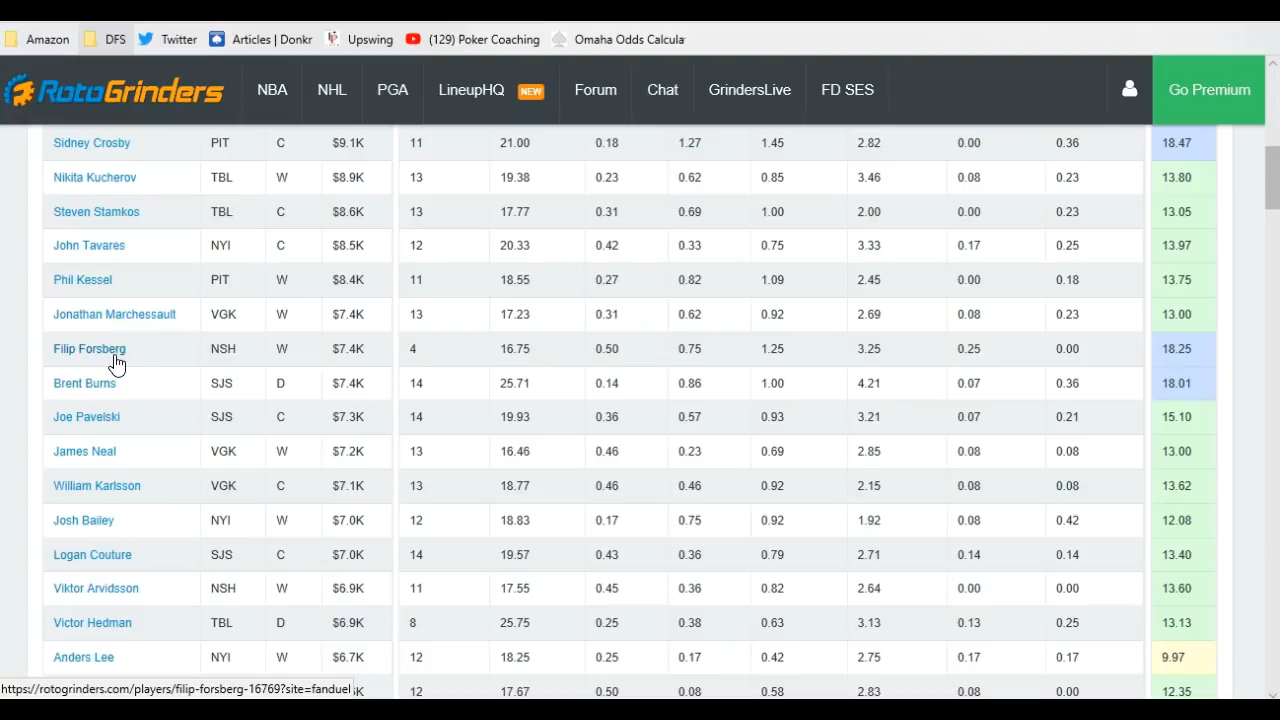 Amazon DFS Twitter Articles | Donkr Upswing (129) Poker Coaching Omaha Odds Calcula
RotoGrinders NBA NHL PGA LineupHQ NEW Forum Chat GrindersLive FD SES Go Premium
Sidney Crosby PIT C $9.1K 11 21.00 0.18 1.27 1.45 2.82 0.00 0.36 18.47
Nikita Kucherov TBL W $8.9K 13 19.38 0.23 0.62 0.85 3.46 0.08 0.23 13.80
Steven Stamkos TBL C $8.6K 13 17.77 0.31 0.69 1.00 2.00 0.00 0.23 13.05
John Tavares NYI C $8.5K 12 20.33 0.42 0.33 0.75 3.33 0.17 0.25 13.97
Phil Kessel PIT W $8.4K 11 18.55 0.27 0.82 1.09 2.45 0.00 0.18 13.75
Jonathan Marchessault VGK W $7.4K 13 17.23 0.31 0.62 0.92 2.69 0.08 0.23 13.00
Filip Forsberg NSH W $7.4K 4 16.75 0.50 0.75 1.25 3.25 0.25 0.00 18.25
Brent Burns SJS D $7.4K 14 25.71 0.14 0.86 1.00 4.21 0.07 0.36 18.01
Joe Pavelski SJS C $7.3K 14 19.93 0.36 0.57 0.93 3.21 0.07 0.21 15.10
James Neal VGK W $7.2K 13 16.46 0.46 0.23 0.69 2.85 0.08 0.08 13.00
William Karlsson VGK C $7.1K 13 18.77 0.46 0.46 0.92 2.15 0.08 0.08 13.62
Josh Bailey NYI W $7.0K 12 18.83 0.17 0.75 0.92 1.92 0.08 0.42 12.08
Logan Couture SJS C $7.0K 14 19.57 0.43 0.36 0.79 2.71 0.14 0.14 13.40
Viktor Arvidsson NSH W $6.9K 11 17.55 0.45 0.36 0.82 2.64 0.00 0.00 13.60
Victor Hedman TBL D $6.9K 8 25.75 0.25 0.38 0.63 3.13 0.13 0.25 13.13
Anders Lee NYI W $6.7K 12 18.25 0.25 0.17 0.42 2.75 0.17 0.17 9.97
https://rotogrinders.com/players/filip-forsberg-16769?site=fanduel 12 17.67 0.50 0.08 0.58 2.83 0.08 0.00 12.35